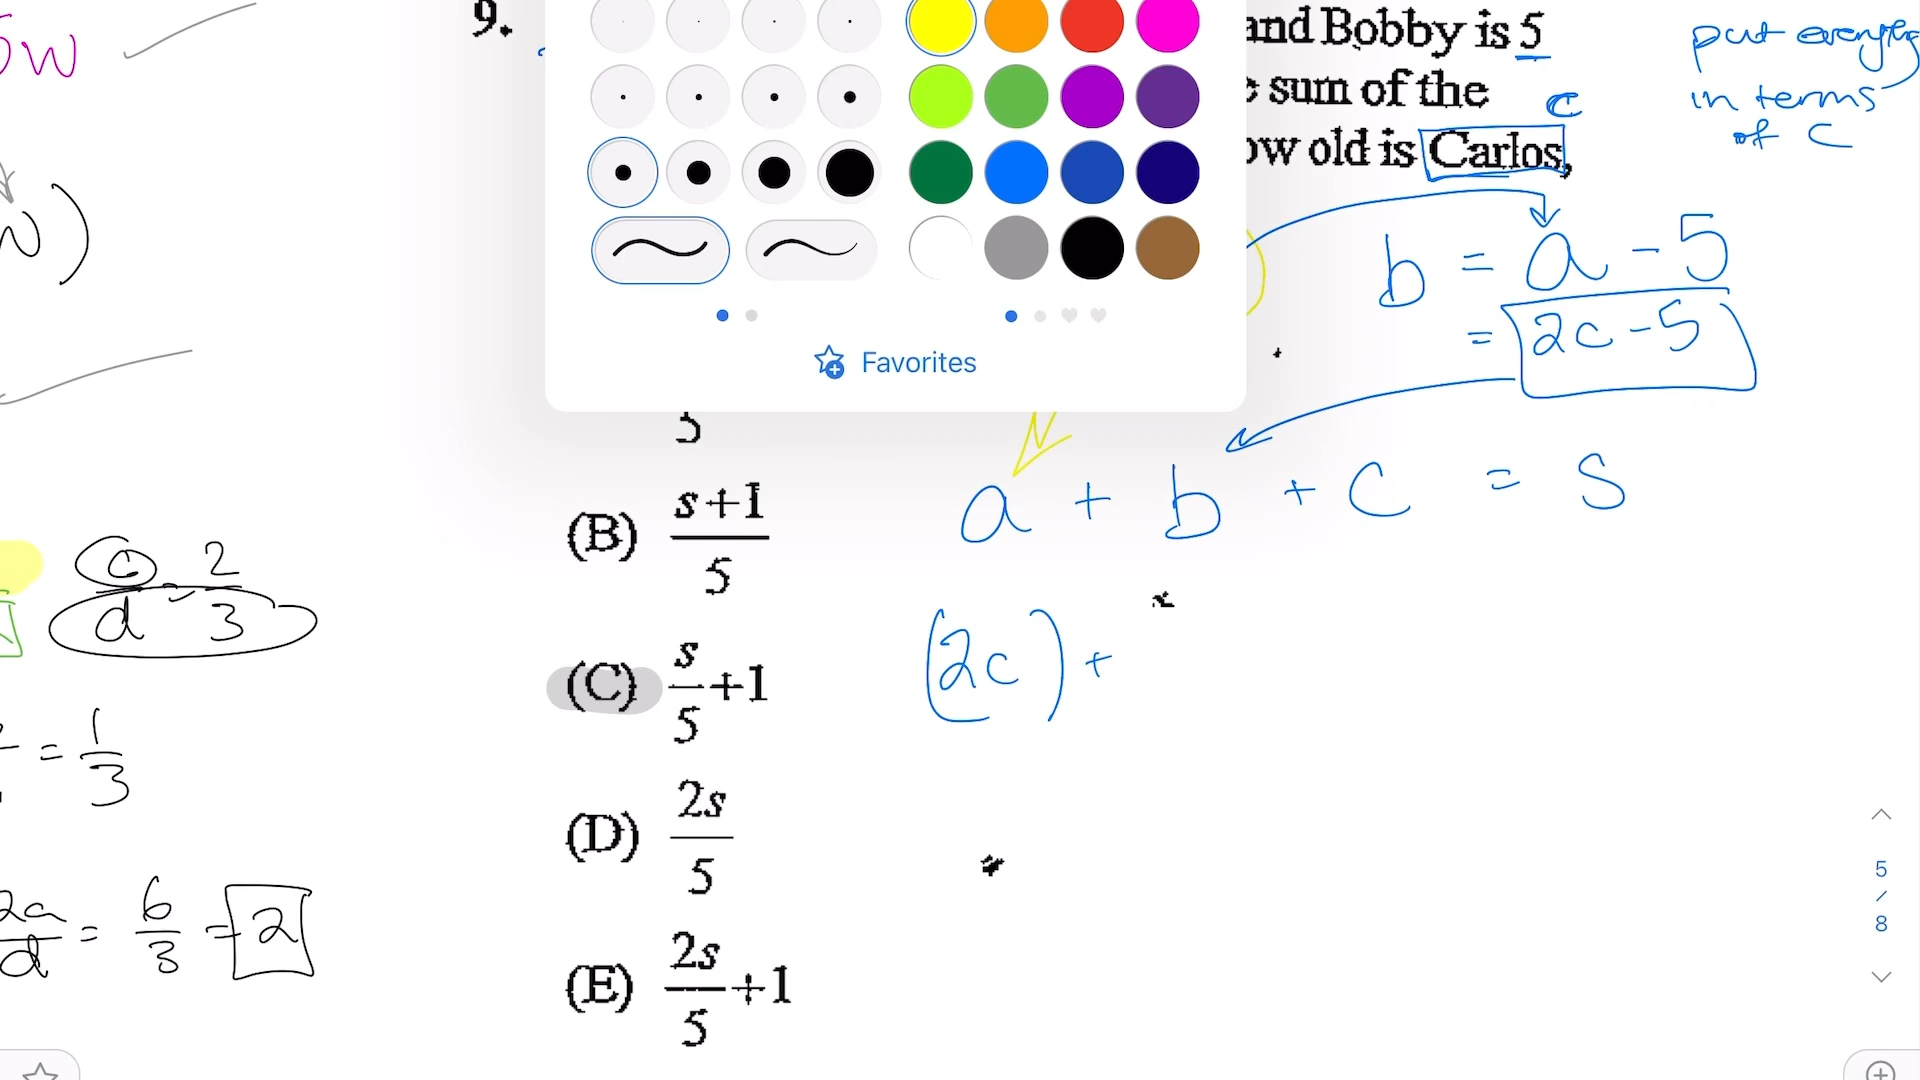 9.
and Bobby is 5
sum of the
ow old is Carlos,
C
put everything
in terms
of C
b = a - 5
= 2c - 5
Favorites
5
a + b + c = s
(2c) +
(B) s+1
5
(C) s/5 +1
(D) 2s
5
(E) 2s/5 +1
OW
W)
c 2
d 3
= 1
3
2a/d = 6/3 = 2
5
/
8